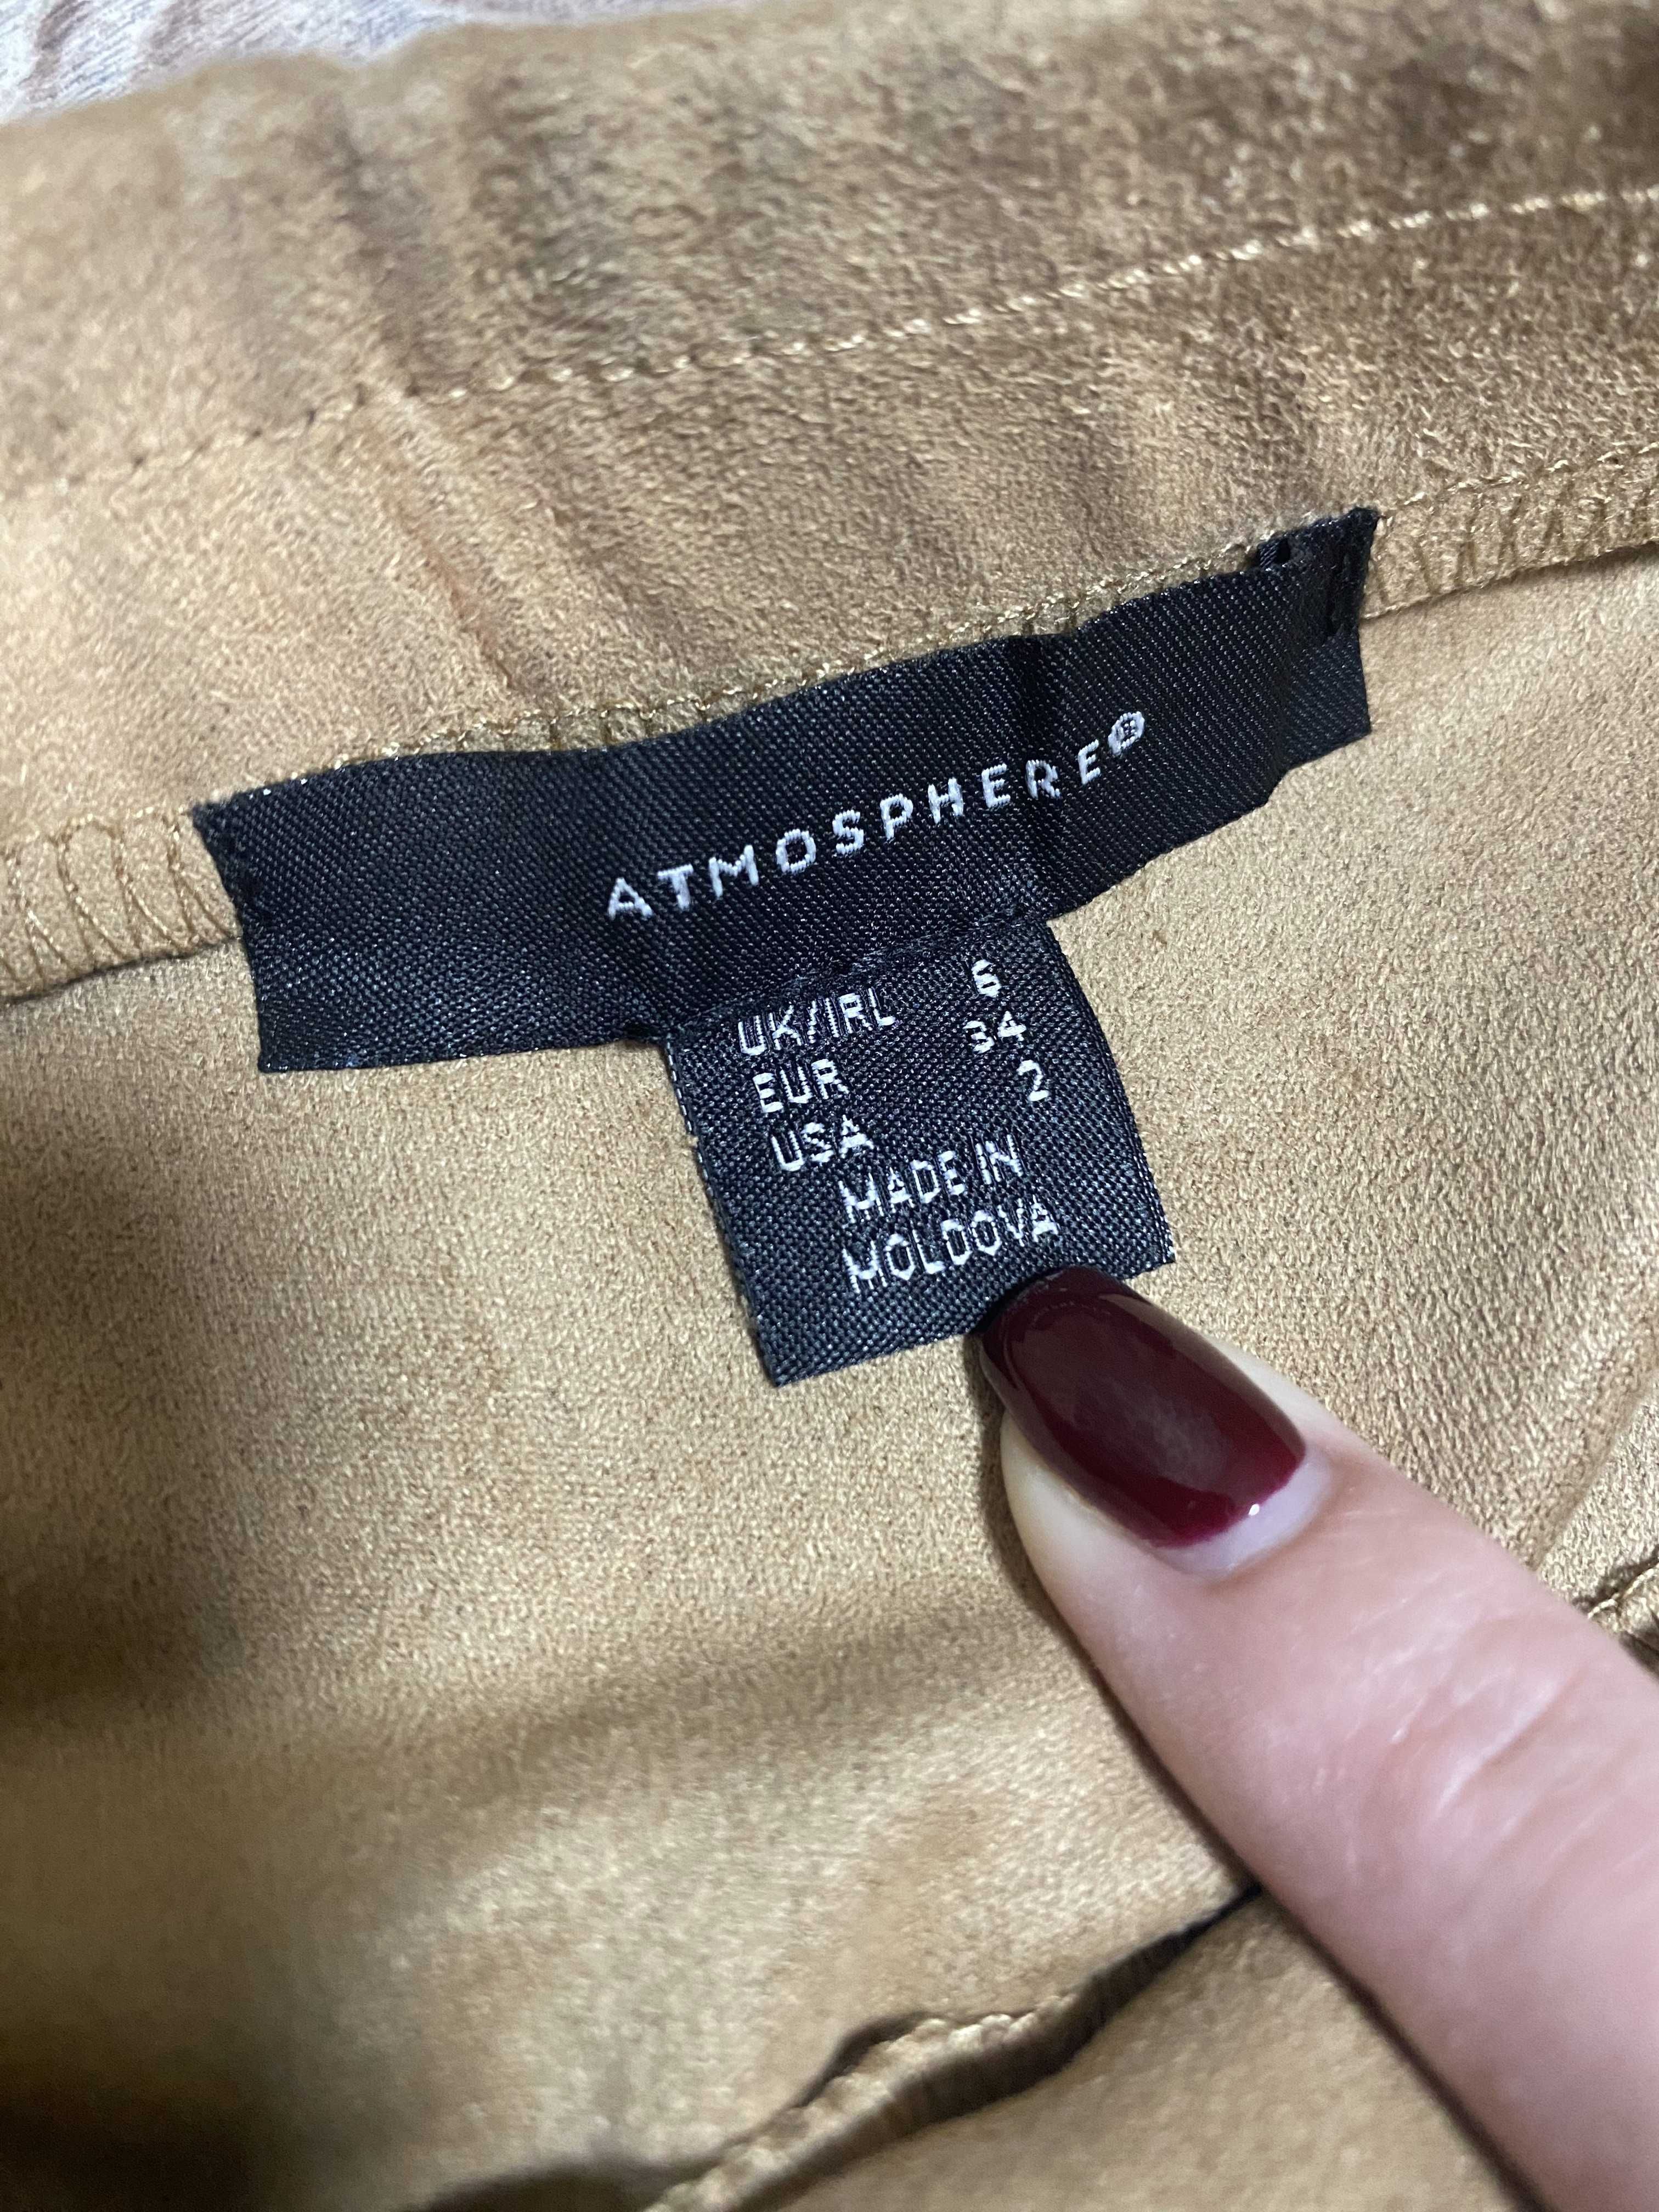 ATMOSPHERE®
UK/IRL 6
EUR 34
USA 2
MADE IN
MOLDOVA